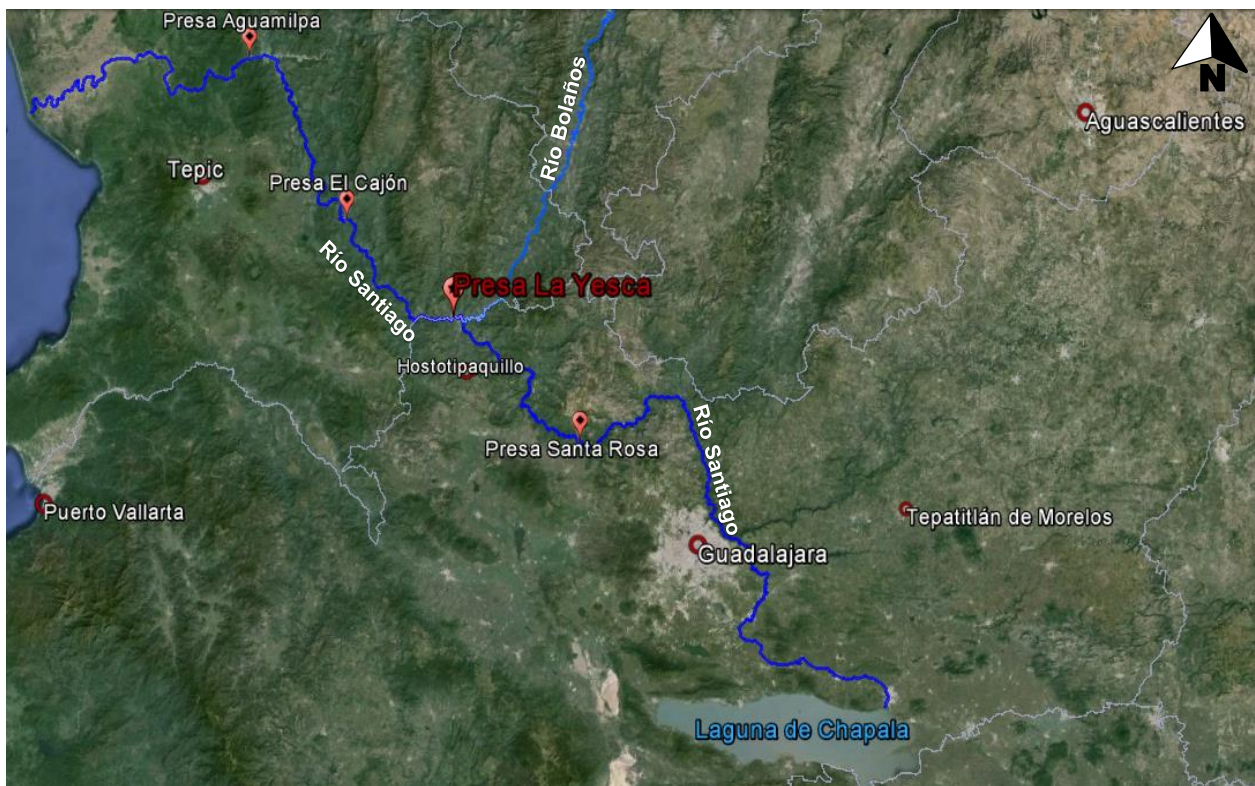 Presa Aguamilpa
N
Río Bolaños
Aguascalientes
Tepic
Presa El Cajón
Río Santiago
Presa La Yesca
Hostotipaquillo
Presa Santa Rosa
Río Santiago
Puerto Vallarta
Tepatitlán de Morelos
Guadalajara
Laguna de Chapala